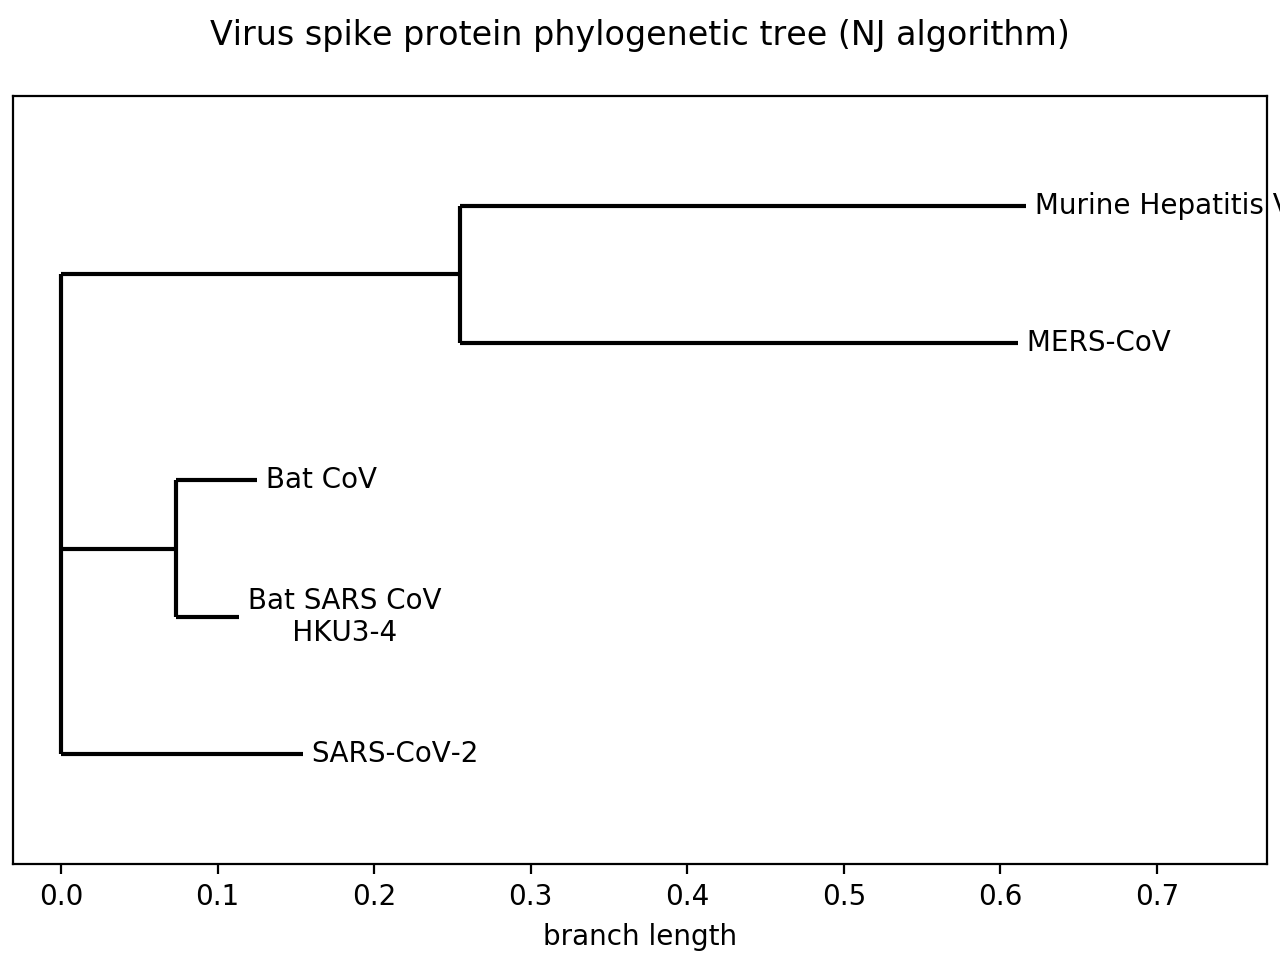 Virus spike protein phylogenetic tree (NJ algorithm)
Murine Hepatitis
MERS-CoV
Bat CoV
Bat SARS CoV
HKU3-4
SARS-CoV-2
0.0 0.1 0.2 0.3 0.4 0.5 0.6 0.7
branch length